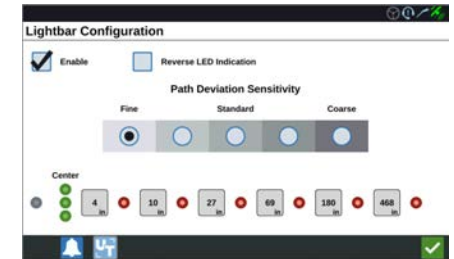 Lightbar Configuration
Enable
Reverse LED Indication
Path Deviation Sensitivity
Fine Standard Coarse
Center
4 in 10 in 27 in 69 in 180 in 468 in
UT